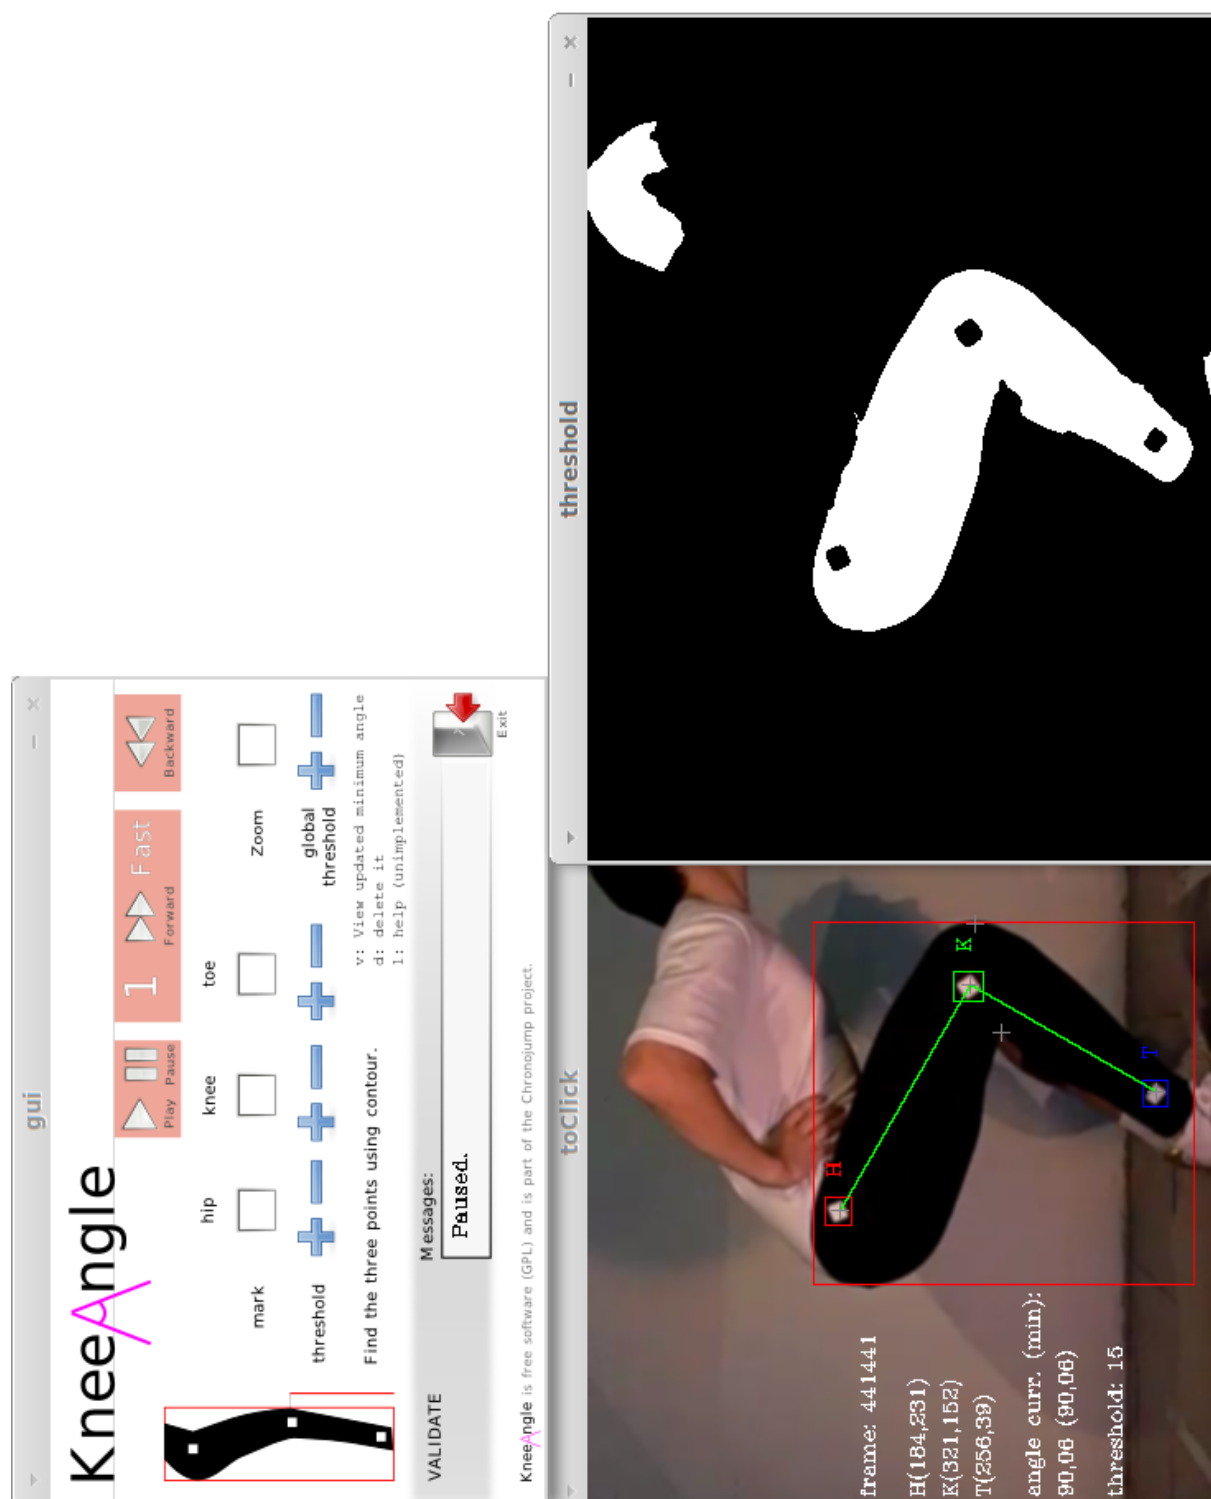 gui
KneeAngle
Play
Pause
1
Forward
Fast
Backward
hip
knee
toe
mark
Zoom
threshold
global
threshold
Find the three points using contour.
v: View updated minimum angle
d: delete it
l: help (unimplemented)
VALIDATE
Messages:
Paused.
Exit
KneeAngle is free software (GPL) and is part of the Chronojump project.
toClick
threshold
frame: 441441
H(184,231)
K(321,152)
T(256,39)
angle curr. (min):
90,06 (90,06)
threshold: 15
H
K
T